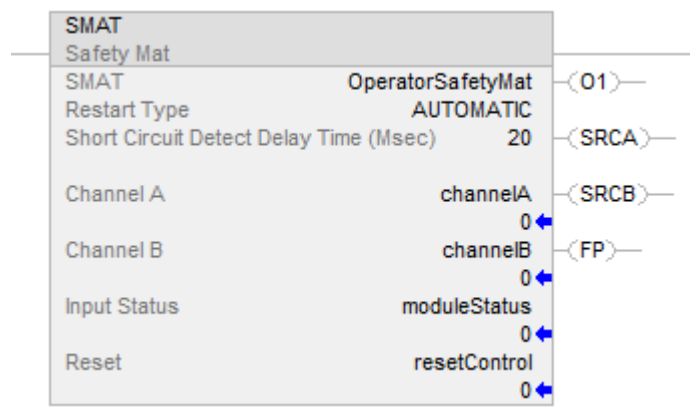 SMAT
Safety Mat
SMAT OperatorSafetyMat O1
Restart Type AUTOMATIC
Short Circuit Detect Delay Time (Msec) 20 SRCA
Channel A channelA SRCB
0
Channel B channelB FP
0
Input Status moduleStatus
0
Reset resetControl
0